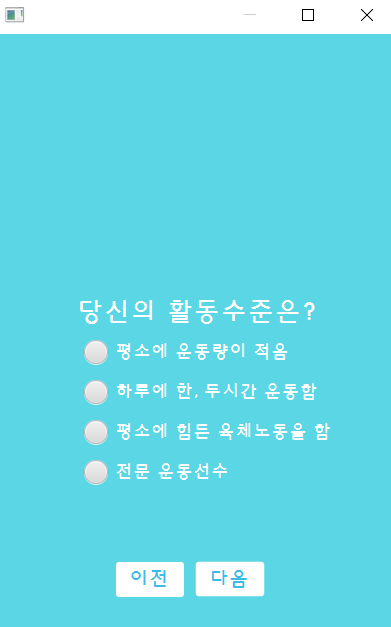 당신의 활동수준은?
평소에 운동량이 적음
하루에 한, 두시간 운동함
평소에 힘든 육체노동을 함
전문 운동선수
이전 다음